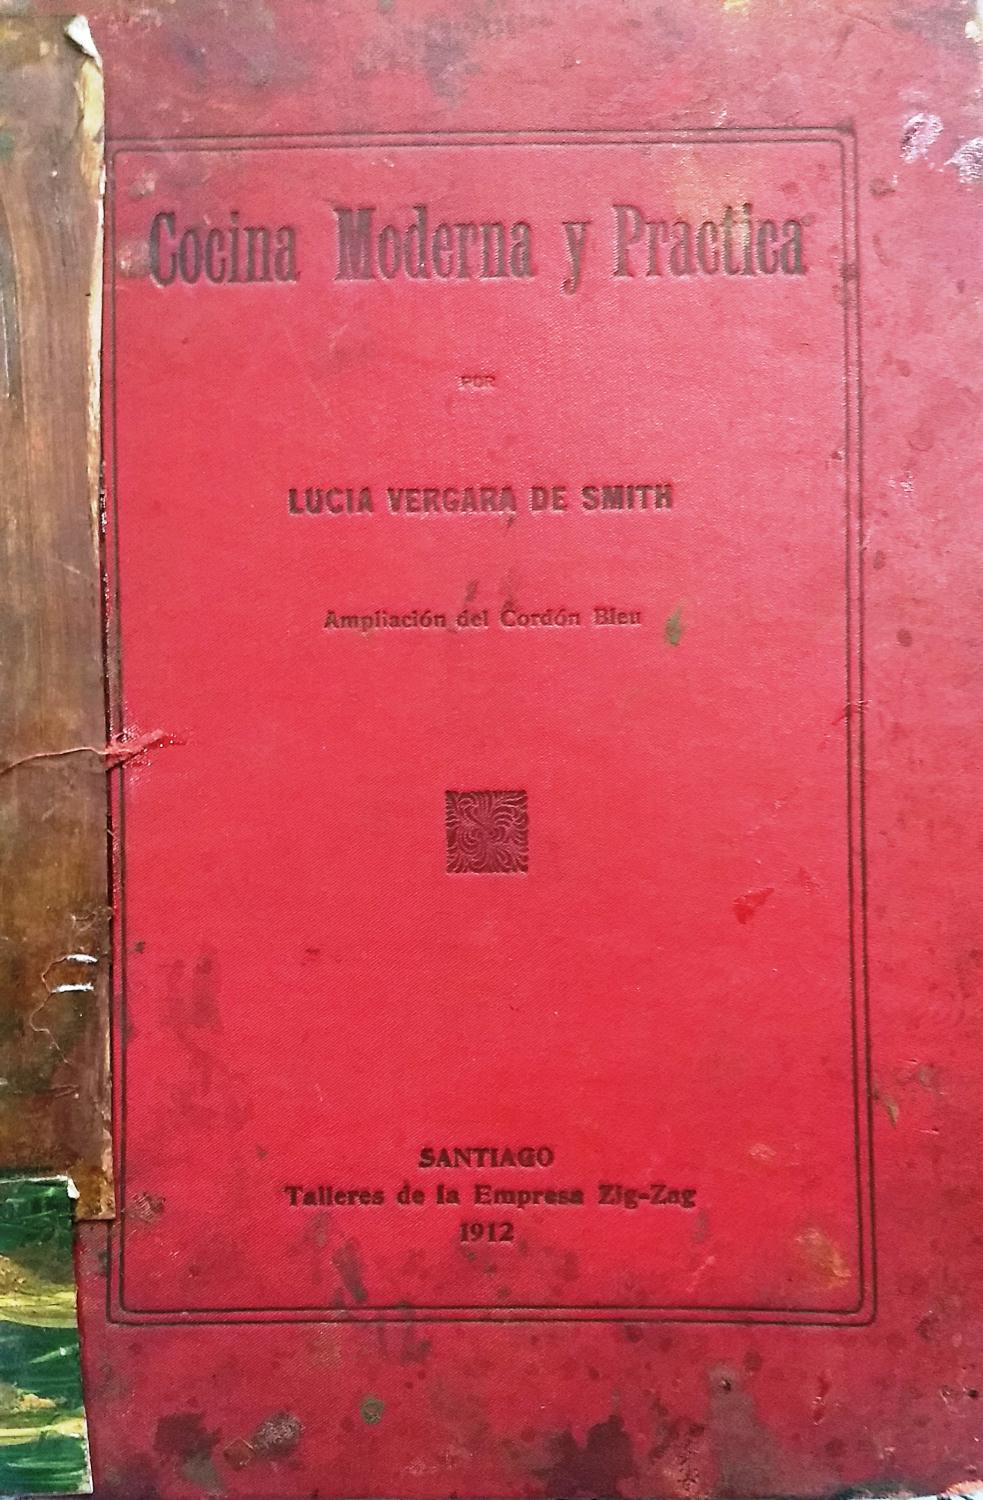 Cocina Moderna y Practica
POR
LUCIA VERGARA DE SMITH
Ampliación del Cordón Bleu
SANTIAGO
Talleres de la Empresa Zig-Zag
1912